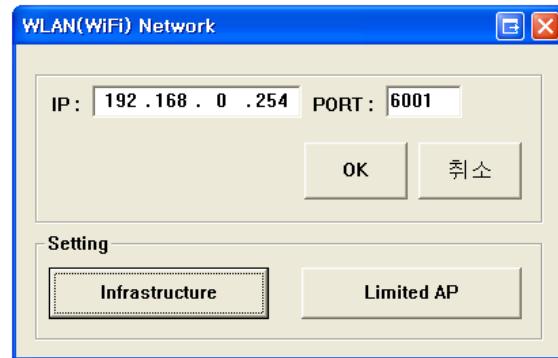 WLAN(WiFi) Network
IP : 192 .168 . 0 .254 PORT : 6001
OK 취소
Setting
Infrastructure Limited AP